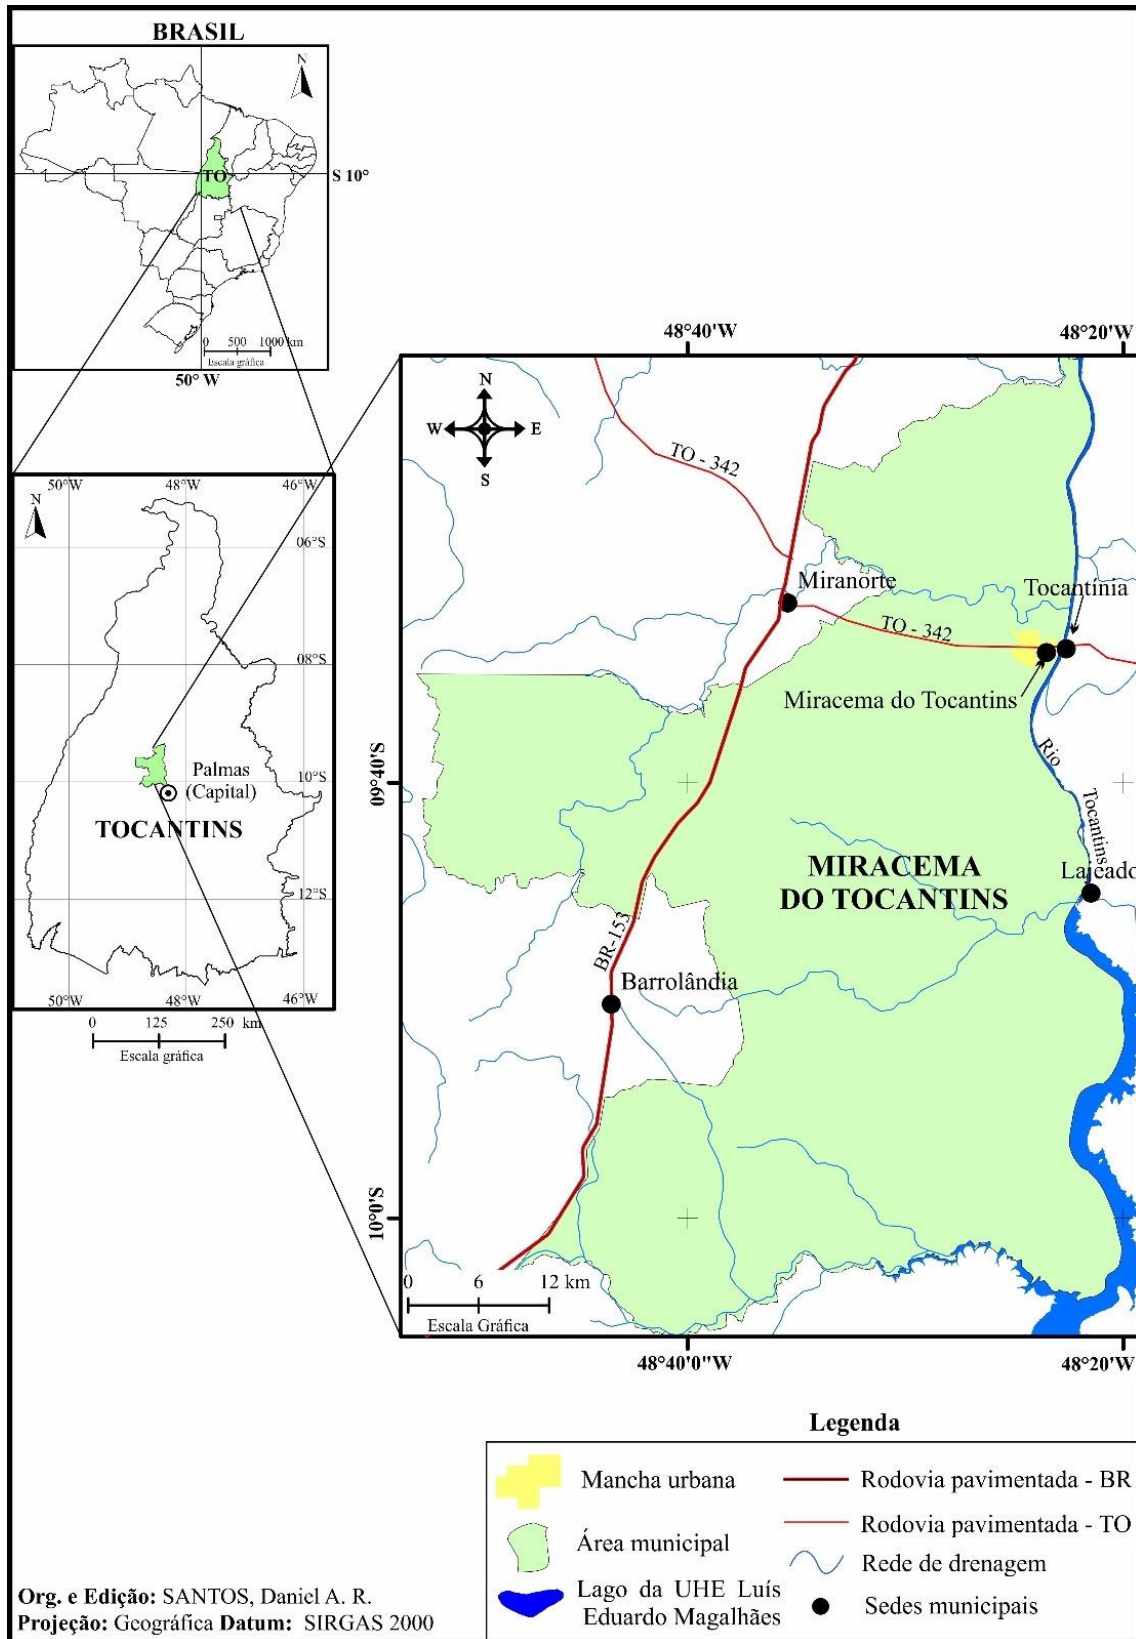 BRASIL
N
TO
S 10°
0 500 1000 km
Escala gráfica
50° W
48°40'W
48°20'W
N
W E
S
TO - 342
Miranorte
Tocantínia
TO - 342
Miracema do Tocantins
Rio
Tocantins
09°40'S
MIRACEMA
DO TOCANTINS
Lajeado
BR-153
Barrolândia
10°0'S
0 6 12 km
Escala Gráfica
48°40'0"W
48°20'W
50°W 48°W 46°W
N
06°S
08°S
Palmas
(Capital)
10°S
TOCANTINS
12°S
50°W 48°W 46°W
0 125 250 km
Escala gráfica
Legenda
Mancha urbana
Rodovia pavimentada - BR
Área municipal
Rodovia pavimentada - TO
Rede de drenagem
Lago da UHE Luís
Eduardo Magalhães
Sedes municipais
Org. e Edição: SANTOS, Daniel A. R.
Projeção: Geográfica Datum: SIRGAS 2000